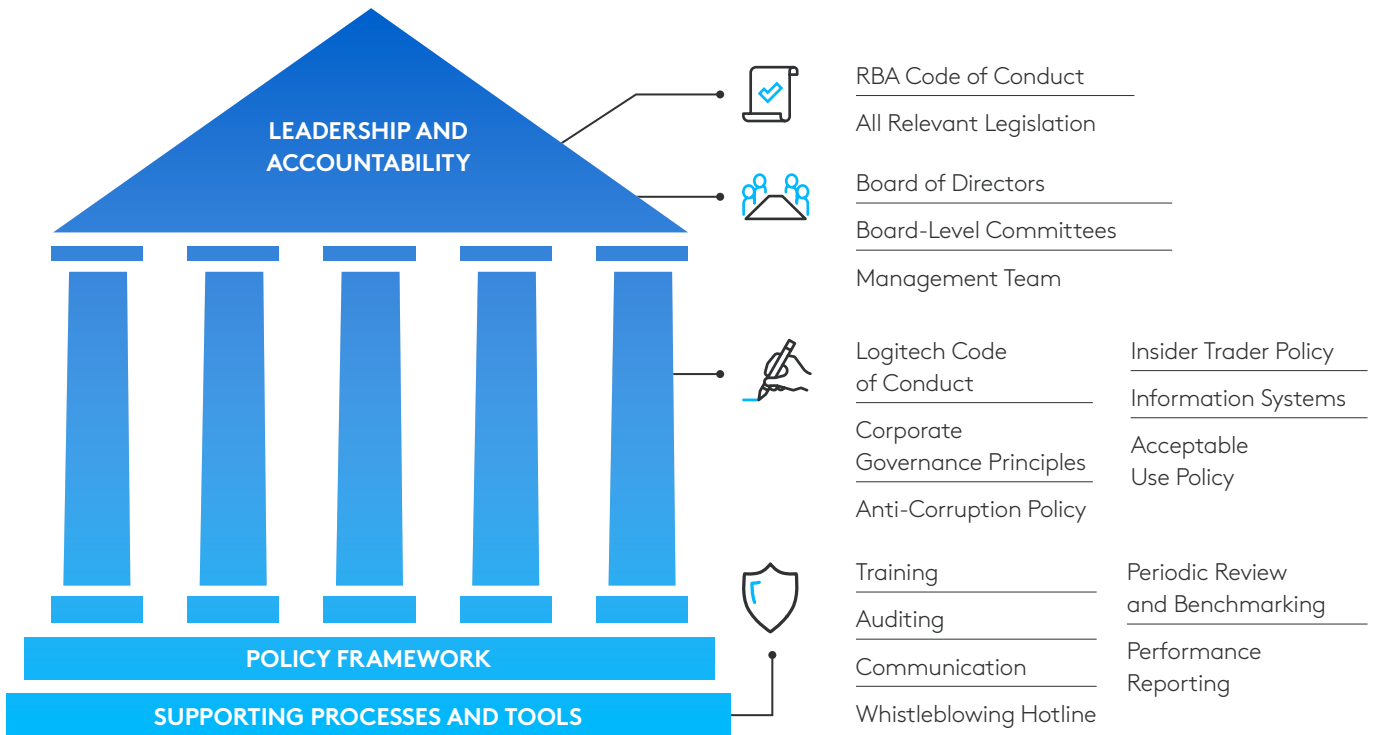 LEADERSHIP AND
ACCOUNTABILITY
RBA Code of Conduct
All Relevant Legislation
Board of Directors
Board-Level Committees
Management Team
Logitech Code
of Conduct
Corporate
Governance Principles
Anti-Corruption Policy
Insider Trader Policy
Information Systems
Acceptable
Use Policy
POLICY FRAMEWORK
SUPPORTING PROCESSES AND TOOLS
Training
Auditing
Communication
Whistleblowing Hotline
Periodic Review
and Benchmarking
Performance
Reporting